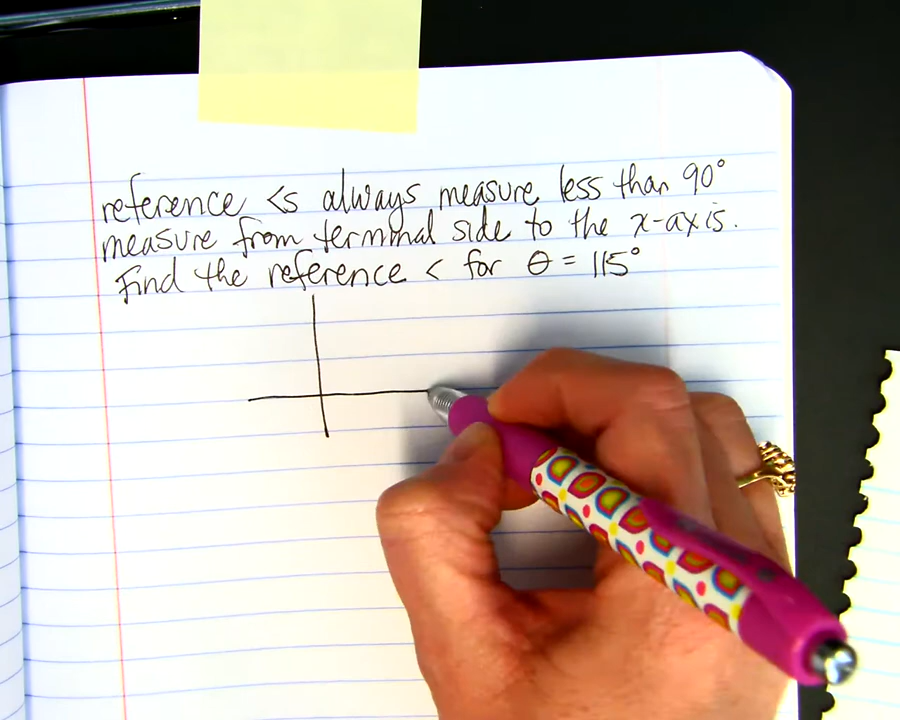 reference <s always measure less than 90°
measure from terminal side to the x-axis.
Find the reference < for θ = 115°